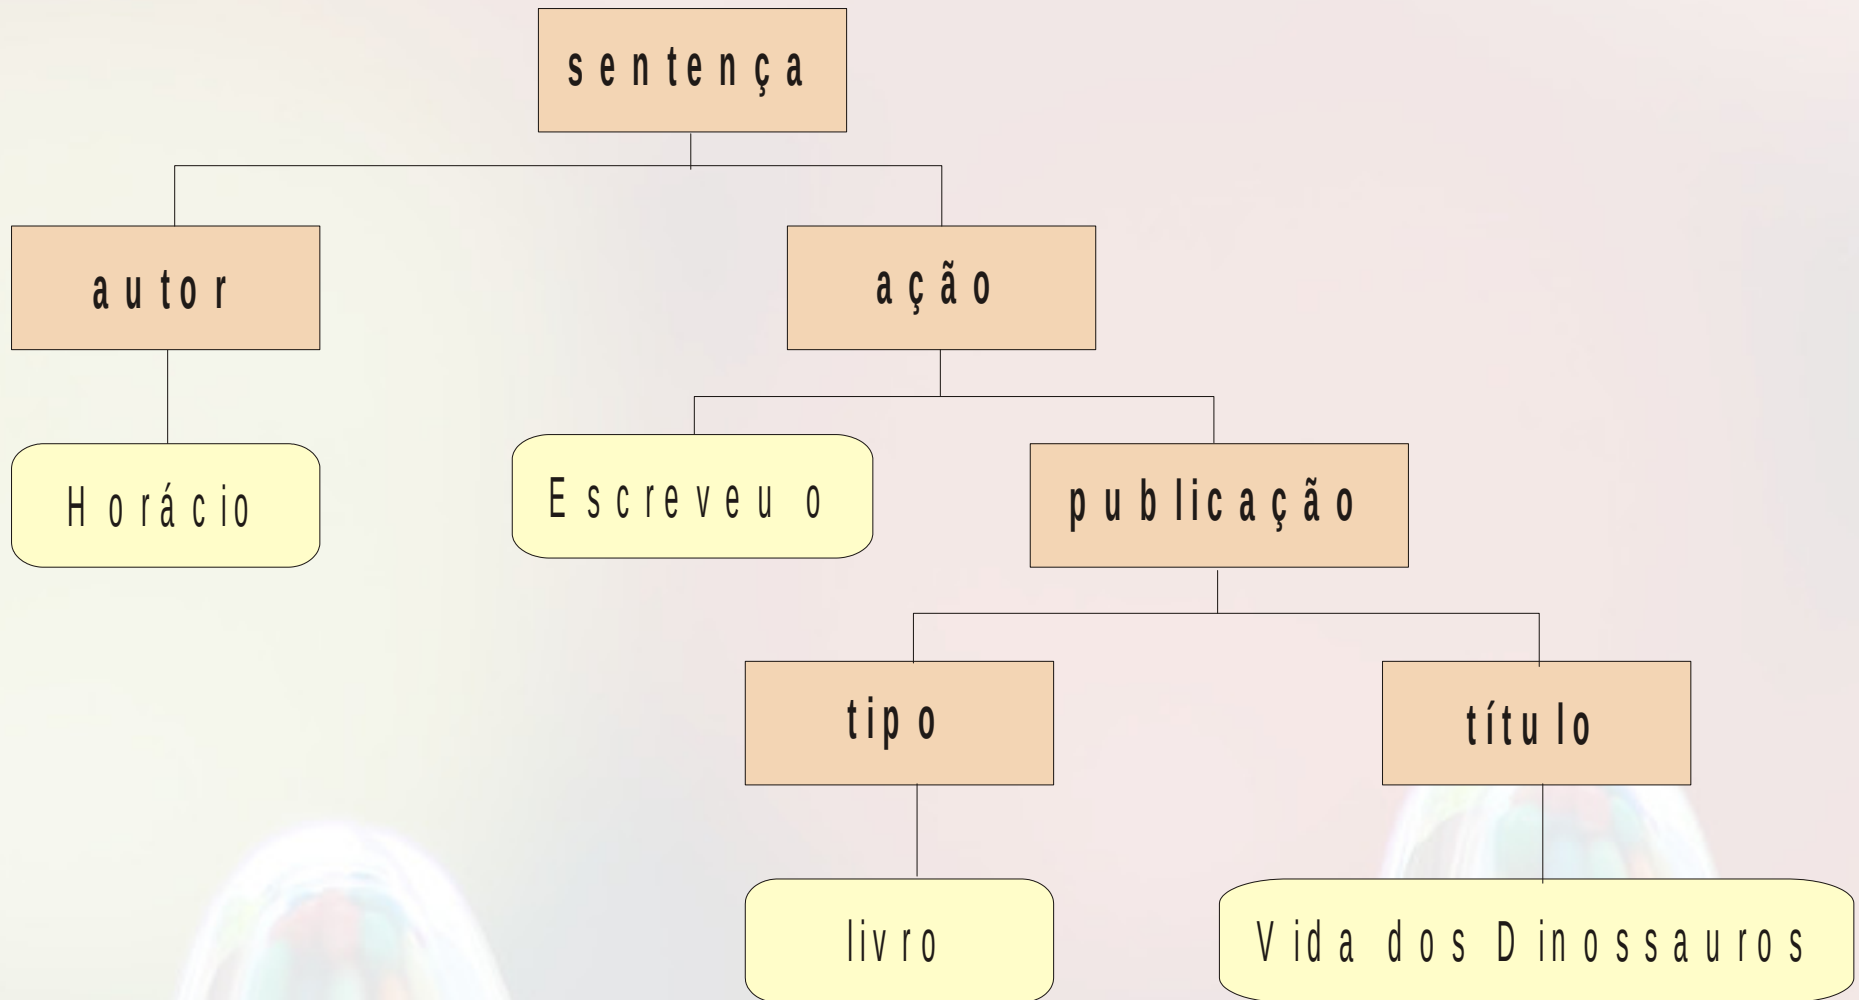 sentença
autor
ação
Horácio
Escreveu o
publicação
tipo
título
livro
Vida dos Dinossauros